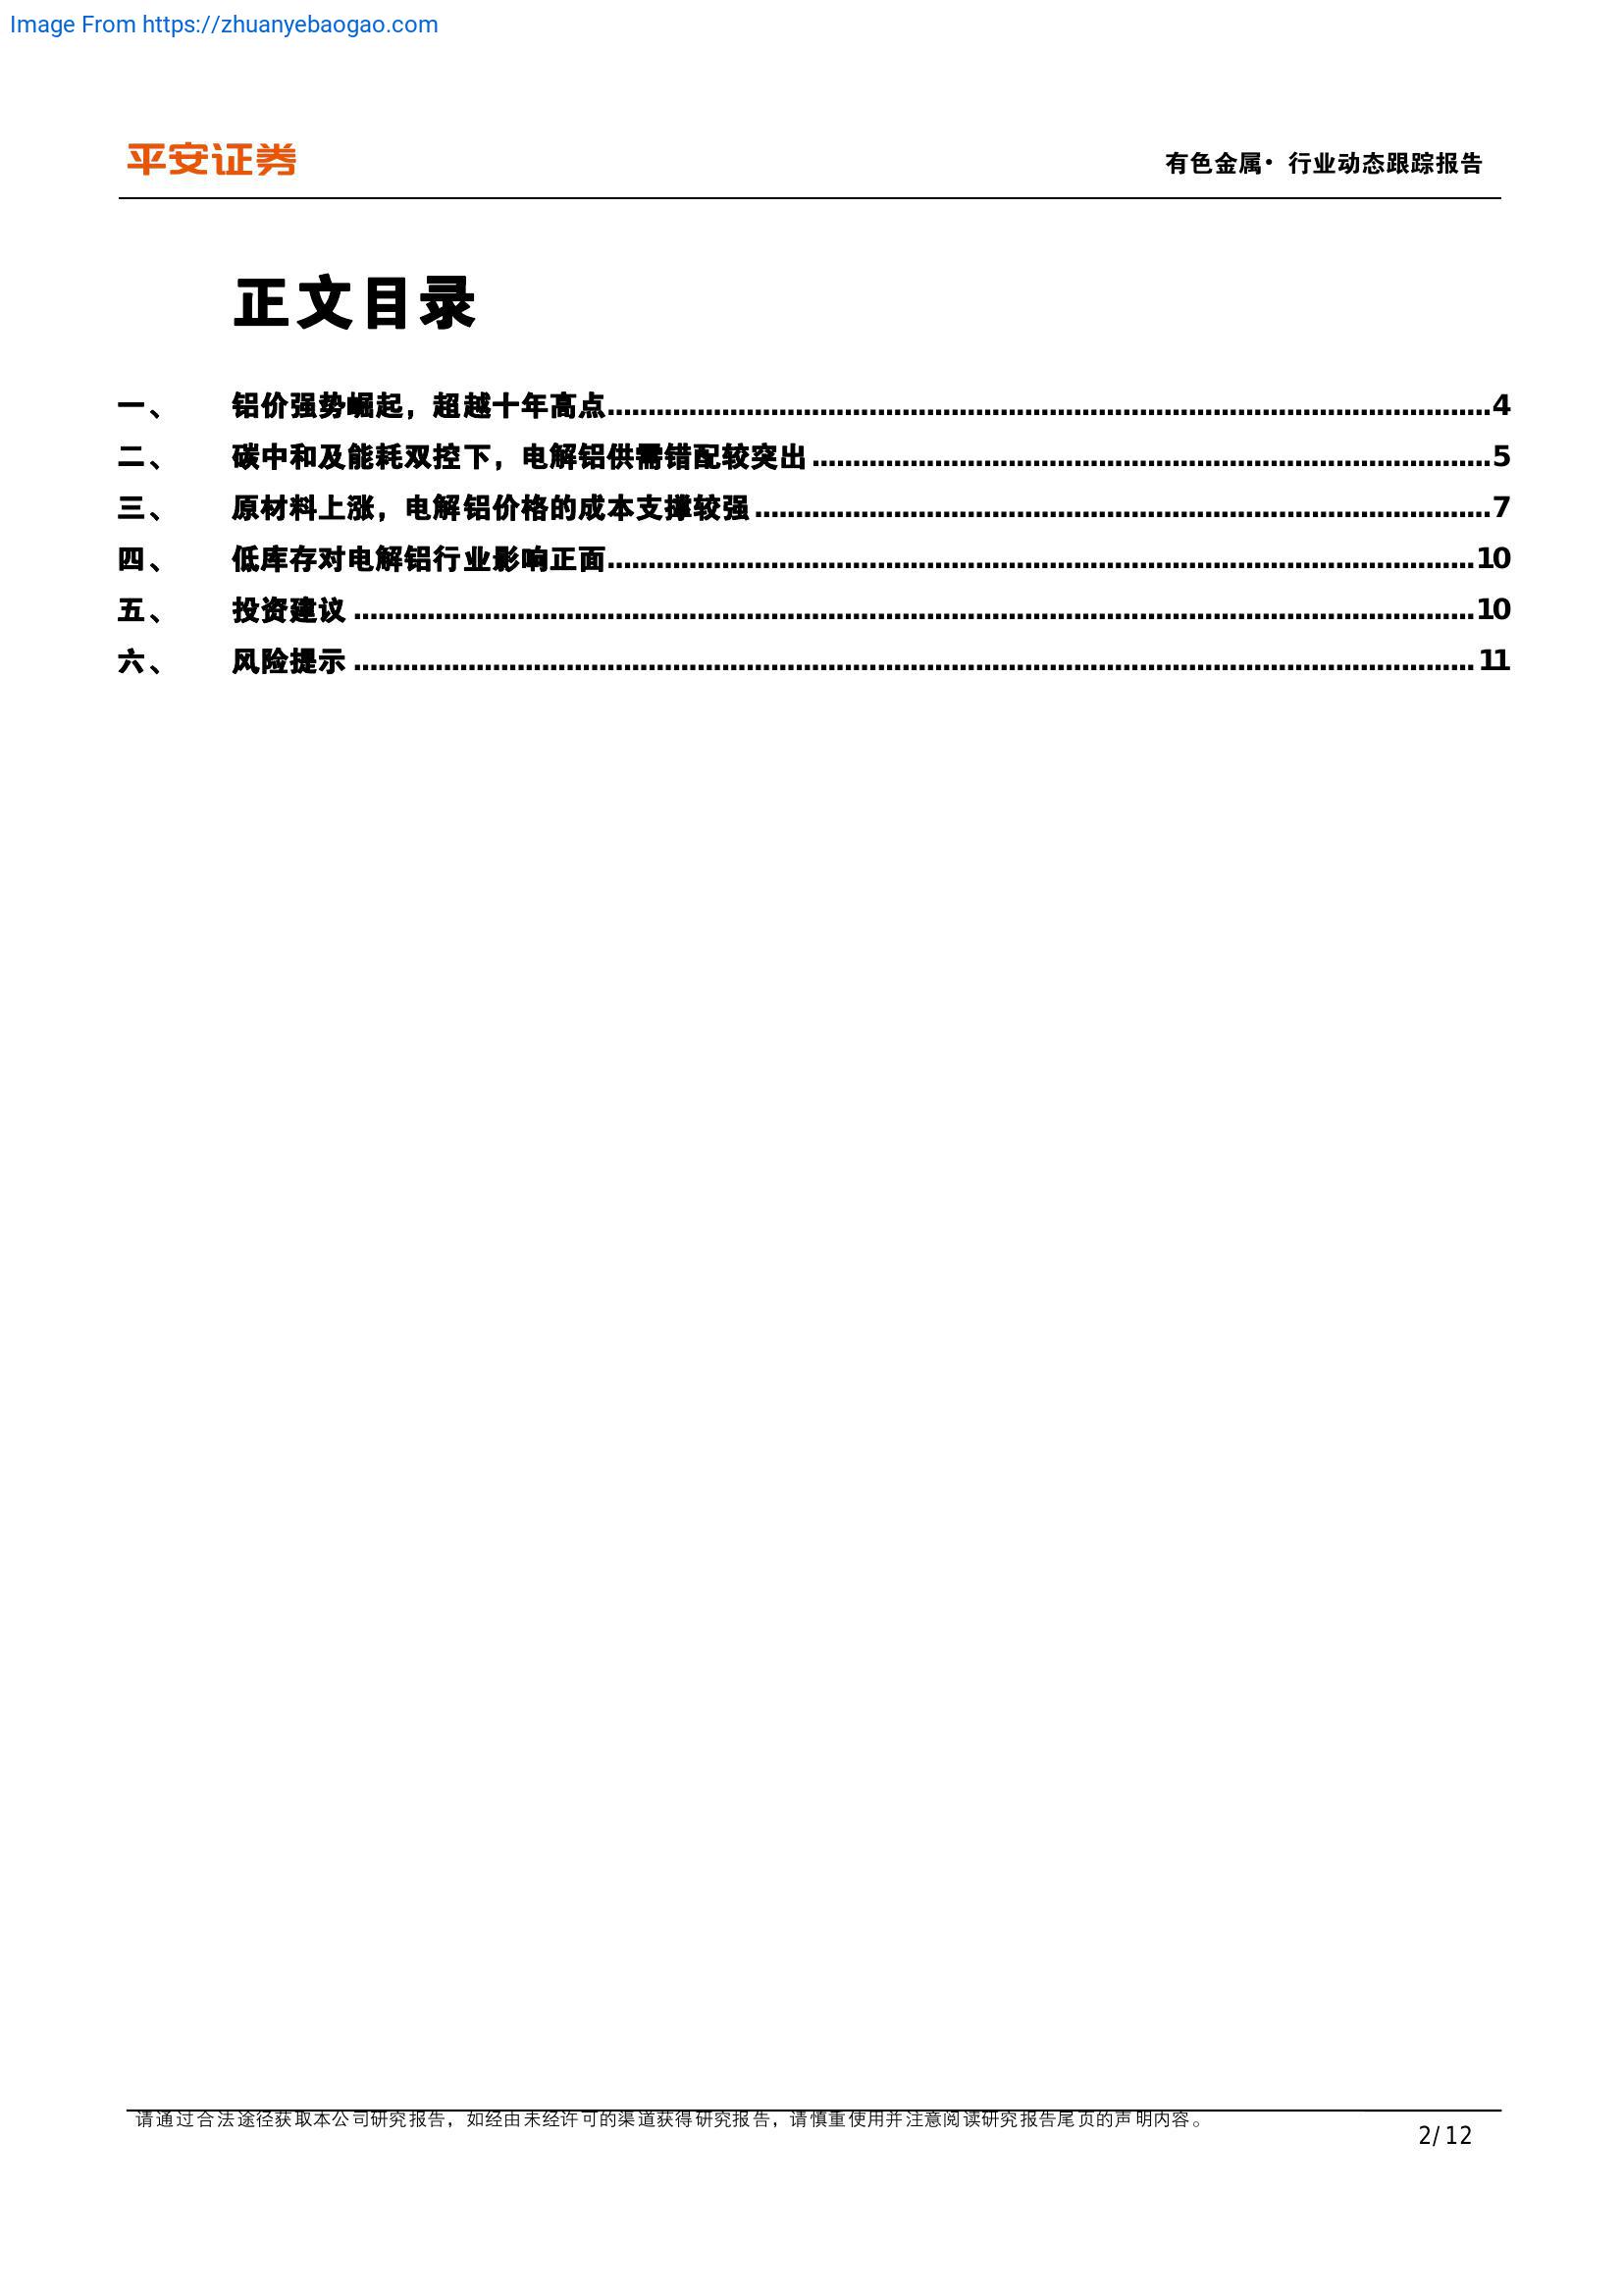 Image From https://zhuanyebaogao.com
平安证券
有色金属· 行业动态跟踪报告
正文目录
一、 铝价强势崛起，超越十年高点........................................4
二、 碳中和及能耗双控下，电解铝供需错配较突出........................................5
三、 原材料上涨，电解铝价格的成本支撑较强........................................7
四、 低库存对电解铝行业影响正面........................................10
五、 投资建议........................................10
六、 风险提示........................................11
请通过合法途径获取本公司研究报告，如经由未经许可的渠道获得研究报告，请慎重使用并注意阅读研究报告尾页的声明内容。
2/ 12